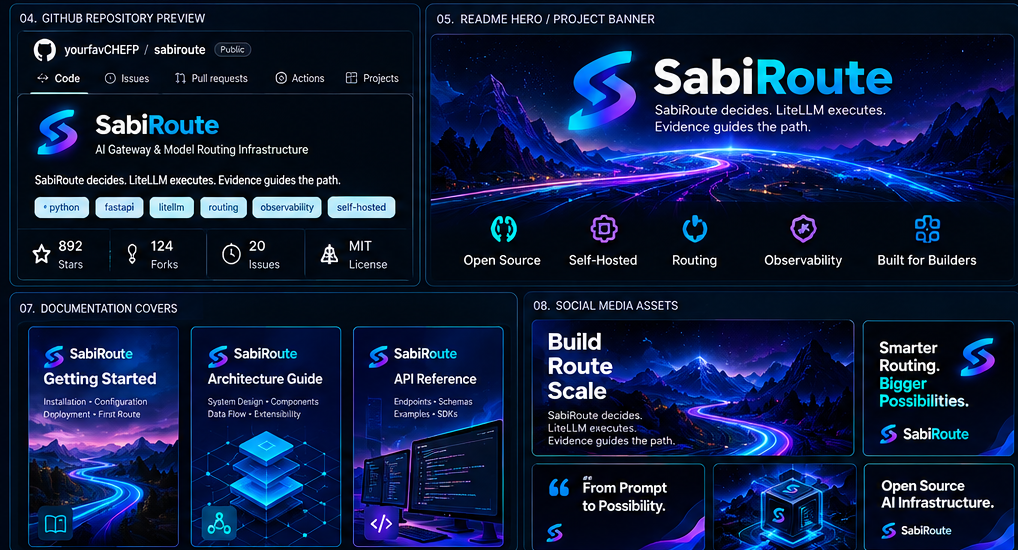 04. GITHUB REPOSITORY PREVIEW
yourfavCHEFP / sabiroute Public
Code Issues Pull requests Actions Projects
SabiRoute
AI Gateway & Model Routing Infrastructure
SabiRoute decides. LiteLLM executes. Evidence guides the path.
python fastapi litellm routing observability self-hosted
892 124 20 MIT
Stars Forks Issues License
05. README HERO / PROJECT BANNER
SabiRoute
SabiRoute decides. LiteLLM executes.
Evidence guides the path.
Open Source Self-Hosted Routing Observability Built for Builders
07. DOCUMENTATION COVERS
SabiRoute
Getting Started
Installation • Configuration
Deployment • First Route
SabiRoute
Architecture Guide
System Design • Components
Data Flow • Extensibility
SabiRoute
API Reference
Endpoints • Schemas
Examples • SDKs
</>
08. SOCIAL MEDIA ASSETS
Build
Route
Scale
SabiRoute decides.
LiteLLM executes.
Evidence guides the path.
Smarter
Routing.
Bigger
Possibilities.
SabiRoute
“ From Prompt
to Possibility.
Open Source
AI Infrastructure.
SabiRoute